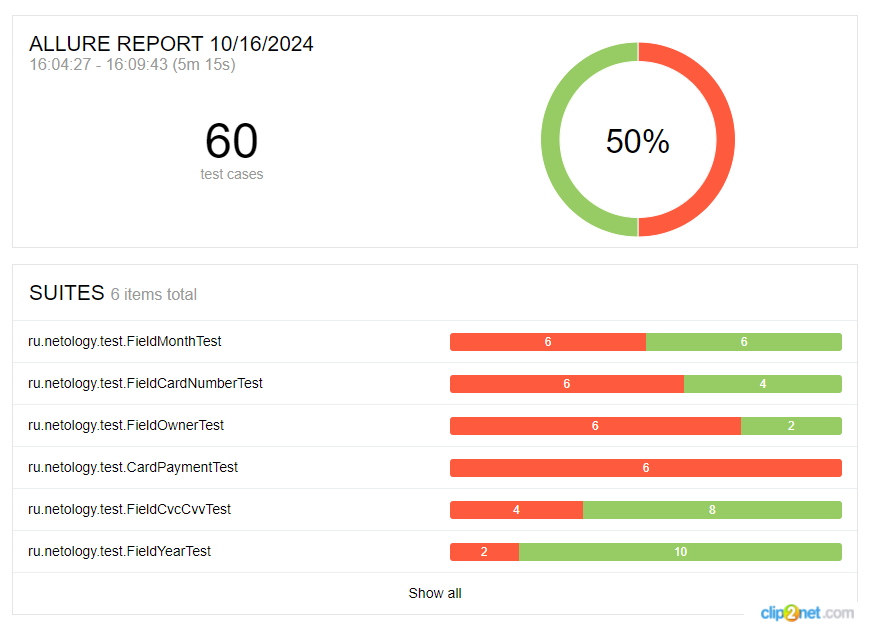 ALLURE REPORT 10/16/2024
16:04:27 - 16:09:43 (5m 15s)
60
test cases
50%
SUITES 6 items total
ru.netology.test.FieldMonthTest 6 6
ru.netology.test.FieldCardNumberTest 6 4
ru.netology.test.FieldOwnerTest 6 2
ru.netology.test.CardPaymentTest 6
ru.netology.test.FieldCvcCvvTest 4 8
ru.netology.test.FieldYearTest 2 10
Show all
clip2net.com